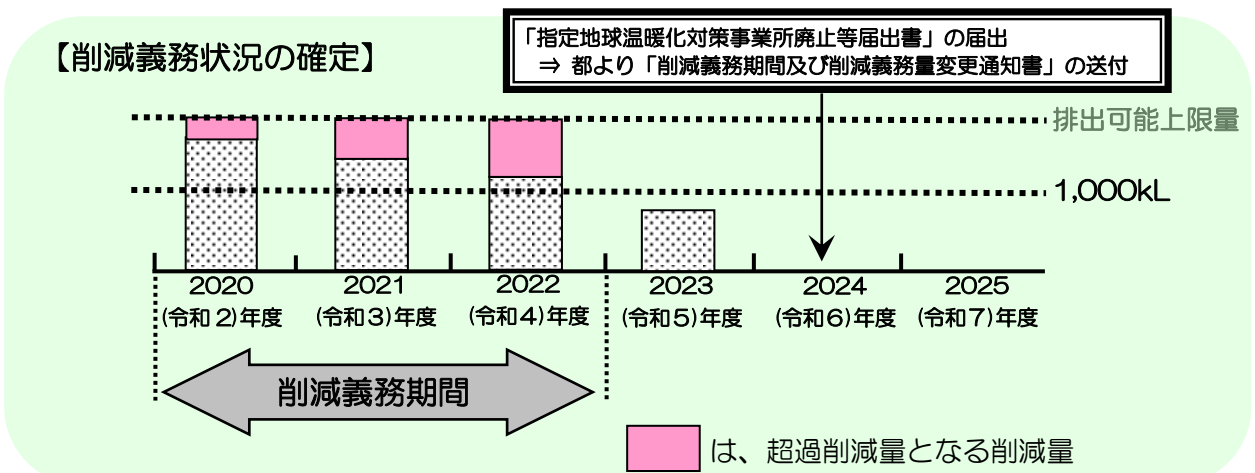 【削減義務状況の確定】
「指定地球温暖化対策事業所廃止等届出書」の届出
⇒ 都より「削減義務期間及び削減義務量変更通知書」の送付
排出可能上限量
1,000kL
2020 2021 2022 2023 2024 2025
(令和2)年度 (令和3)年度 (令和4)年度 (令和5)年度 (令和6)年度 (令和7)年度
削減義務期間
は、超過削減量となる削減量